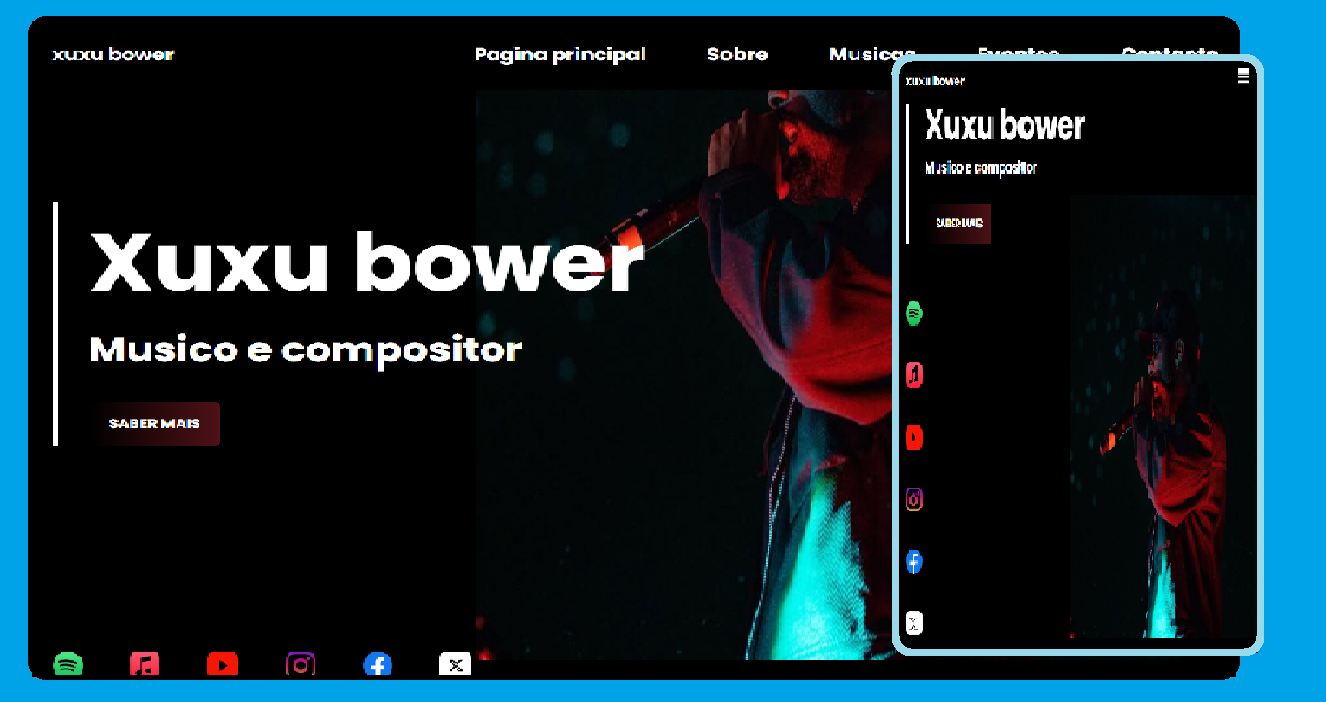 xuxu bower
Pagina principal
Sobre
Musicas
Eventos
Contacto
Xuxu bower
Musico e compositor
SABER MAIS
xuxu bower
Xuxu bower
Musico e compositor
SABER MAIS